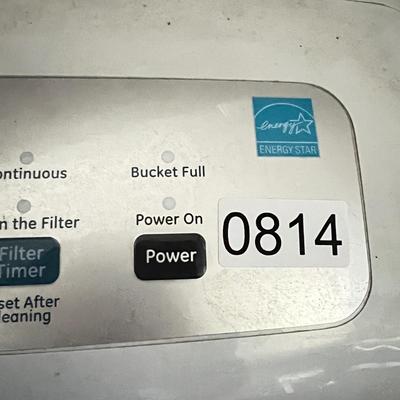 energy
ENERGY STAR
ontinuous
Bucket Full
n the Filter
Power On
0814
Filter
Timer
Power
set After
leaning